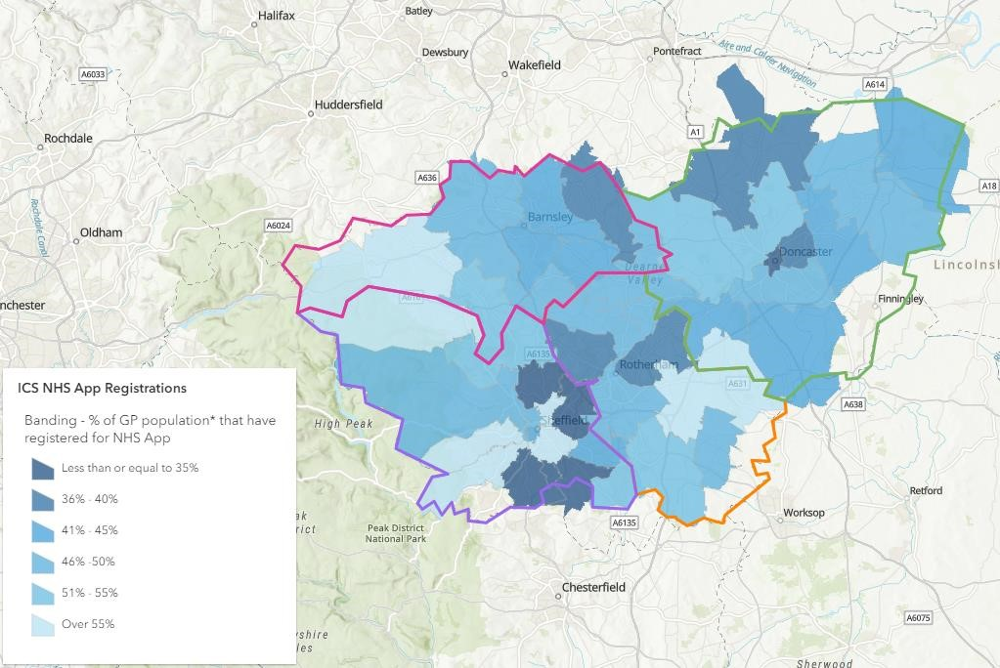 Batley
Halifax
Dewsbury
Pontefract
Aire and Calder Navigation
Wakefield
A6033
A614
Huddersfield
A1
Rochdale
A636
A18
Rochdale Canal
Barnsley
A6024
Oldham
Doncaster
Dearne
Valley
Lincolnsh
nchester
Finningley
A6135
Rotherham
ICS NHS App Registrations
A631
A638
Banding - % of GP population* that have
registered for NHS App
High Peak
Sheffield
Less than or equal to 35%
Retford
36% - 40%
Worksop
A6135
41% - 45%
Peak District
National Park
46% -50%
Chesterfield
51% - 55%
A6075
Over 55%
Sherwood